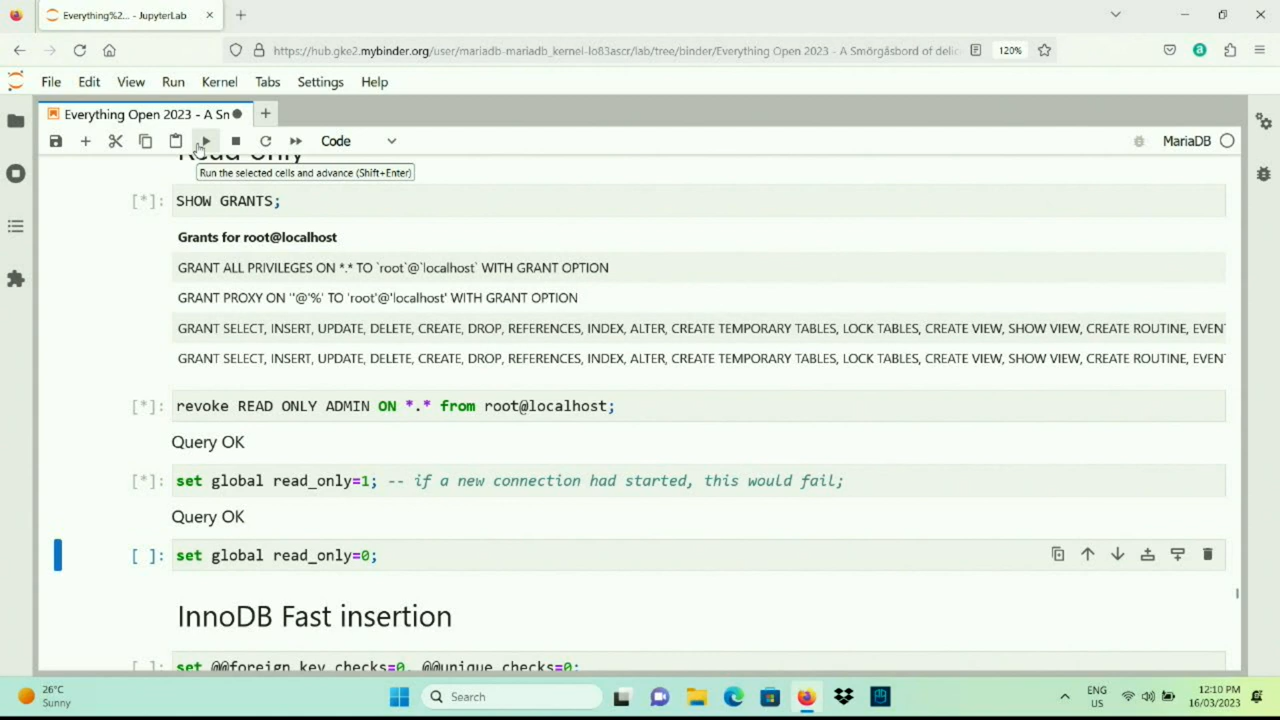 Everything%2... - JupyterLab
https://hub.gke2.mybinder.org/user/mariadb-mariadb_kernel-lo83ascr/lab/tree/binder/Everything Open 2023 - A Smörgåsbord of delic
120%
File Edit View Run Kernel Tabs Settings Help
Everything Open 2023 - A Sn
Code
MariaDB
Read only
Run the selected cells and advance (Shift+Enter)
[*]: SHOW GRANTS;
Grants for root@localhost
GRANT ALL PRIVILEGES ON *.* TO `root`@`localhost` WITH GRANT OPTION
GRANT PROXY ON ''@'%' TO 'root'@'localhost' WITH GRANT OPTION
GRANT SELECT, INSERT, UPDATE, DELETE, CREATE, DROP, REFERENCES, INDEX, ALTER, CREATE TEMPORARY TABLES, LOCK TABLES, CREATE VIEW, SHOW VIEW, CREATE ROUTINE, EVEN
GRANT SELECT, INSERT, UPDATE, DELETE, CREATE, DROP, REFERENCES, INDEX, ALTER, CREATE TEMPORARY TABLES, LOCK TABLES, CREATE VIEW, SHOW VIEW, CREATE ROUTINE, EVEN
[*]: revoke READ ONLY ADMIN ON *.* from root@localhost;
Query OK
[*]: set global read_only=1; -- if a new connection had started, this would fail;
Query OK
[ ]: set global read_only=0;
InnoDB Fast insertion
[ ]: set @@foreign_key_checks=0, @@unique_checks=0;
26°C
Sunny
Search
ENG
US
12:10 PM
16/03/2023